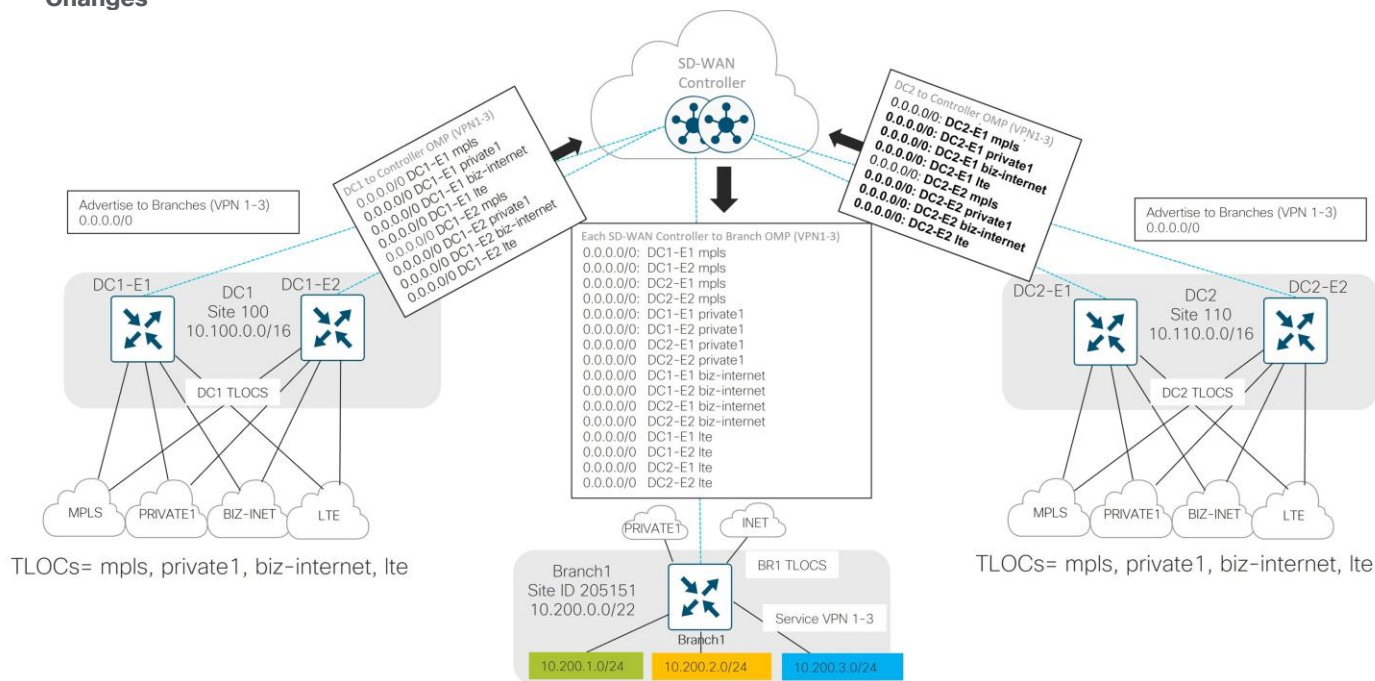 Changes
SD-WAN
Controller
DC1 to Controller OMP (VPN1-3)
0.0.0.0/0 DC1-E1 mpls
0.0.0.0/0 DC1-E1 private1
0.0.0.0/0 DC1-E1 biz-internet
0.0.0.0/0 DC1-E1 lte
0.0.0.0/0 DC1-E2 mpls
0.0.0.0/0 DC1-E2 private1
0.0.0.0/0 DC1-E2 biz-internet
0.0.0.0/0 DC1-E2 lte
DC2 to Controller OMP (VPN1-3)
0.0.0.0/0: DC2-E1 mpls
0.0.0.0/0: DC2-E1 private1
0.0.0.0/0: DC2-E1 biz-internet
0.0.0.0/0: DC2-E1 lte
0.0.0.0/0: DC2-E2 mpls
0.0.0.0/0: DC2-E2 private1
0.0.0.0/0: DC2-E2 biz-internet
0.0.0.0/0: DC2-E2 lte
Advertise to Branches (VPN 1-3)
0.0.0.0/0
Advertise to Branches (VPN 1-3)
0.0.0.0/0
Each SD-WAN Controller to Branch OMP (VPN1-3)
0.0.0.0/0: DC1-E1 mpls
0.0.0.0/0: DC1-E2 mpls
0.0.0.0/0: DC2-E1 mpls
0.0.0.0/0: DC2-E2 mpls
0.0.0.0/0: DC1-E1 private1
0.0.0.0/0: DC1-E2 private1
0.0.0.0/0: DC2-E1 private1
0.0.0.0/0: DC2-E2 private1
0.0.0.0/0 DC1-E1 biz-internet
0.0.0.0/0 DC1-E2 biz-internet
0.0.0.0/0 DC2-E1 biz-internet
0.0.0.0/0 DC2-E2 biz-internet
0.0.0.0/0 DC1-E1 lte
0.0.0.0/0 DC1-E2 lte
0.0.0.0/0 DC2-E1 lte
0.0.0.0/0 DC2-E2 lte
DC1-E1
DC1-E2
DC1
Site 100
10.100.0.0/16
DC1 TLOCS
MPLS
PRIVATE1
BIZ-INET
LTE
TLOCs= mpls, private1, biz-internet, lte
DC2-E1
DC2-E2
DC2
Site 110
10.110.0.0/16
DC2 TLOCS
MPLS
PRIVATE1
BIZ-INET
LTE
TLOCs= mpls, private1, biz-internet, lte
PRIVATE1
INET
BR1 TLOCS
Branch1
Site ID 205151
10.200.0.0/22
Service VPN 1-3
Branch1
10.200.1.0/24
10.200.2.0/24
10.200.3.0/24